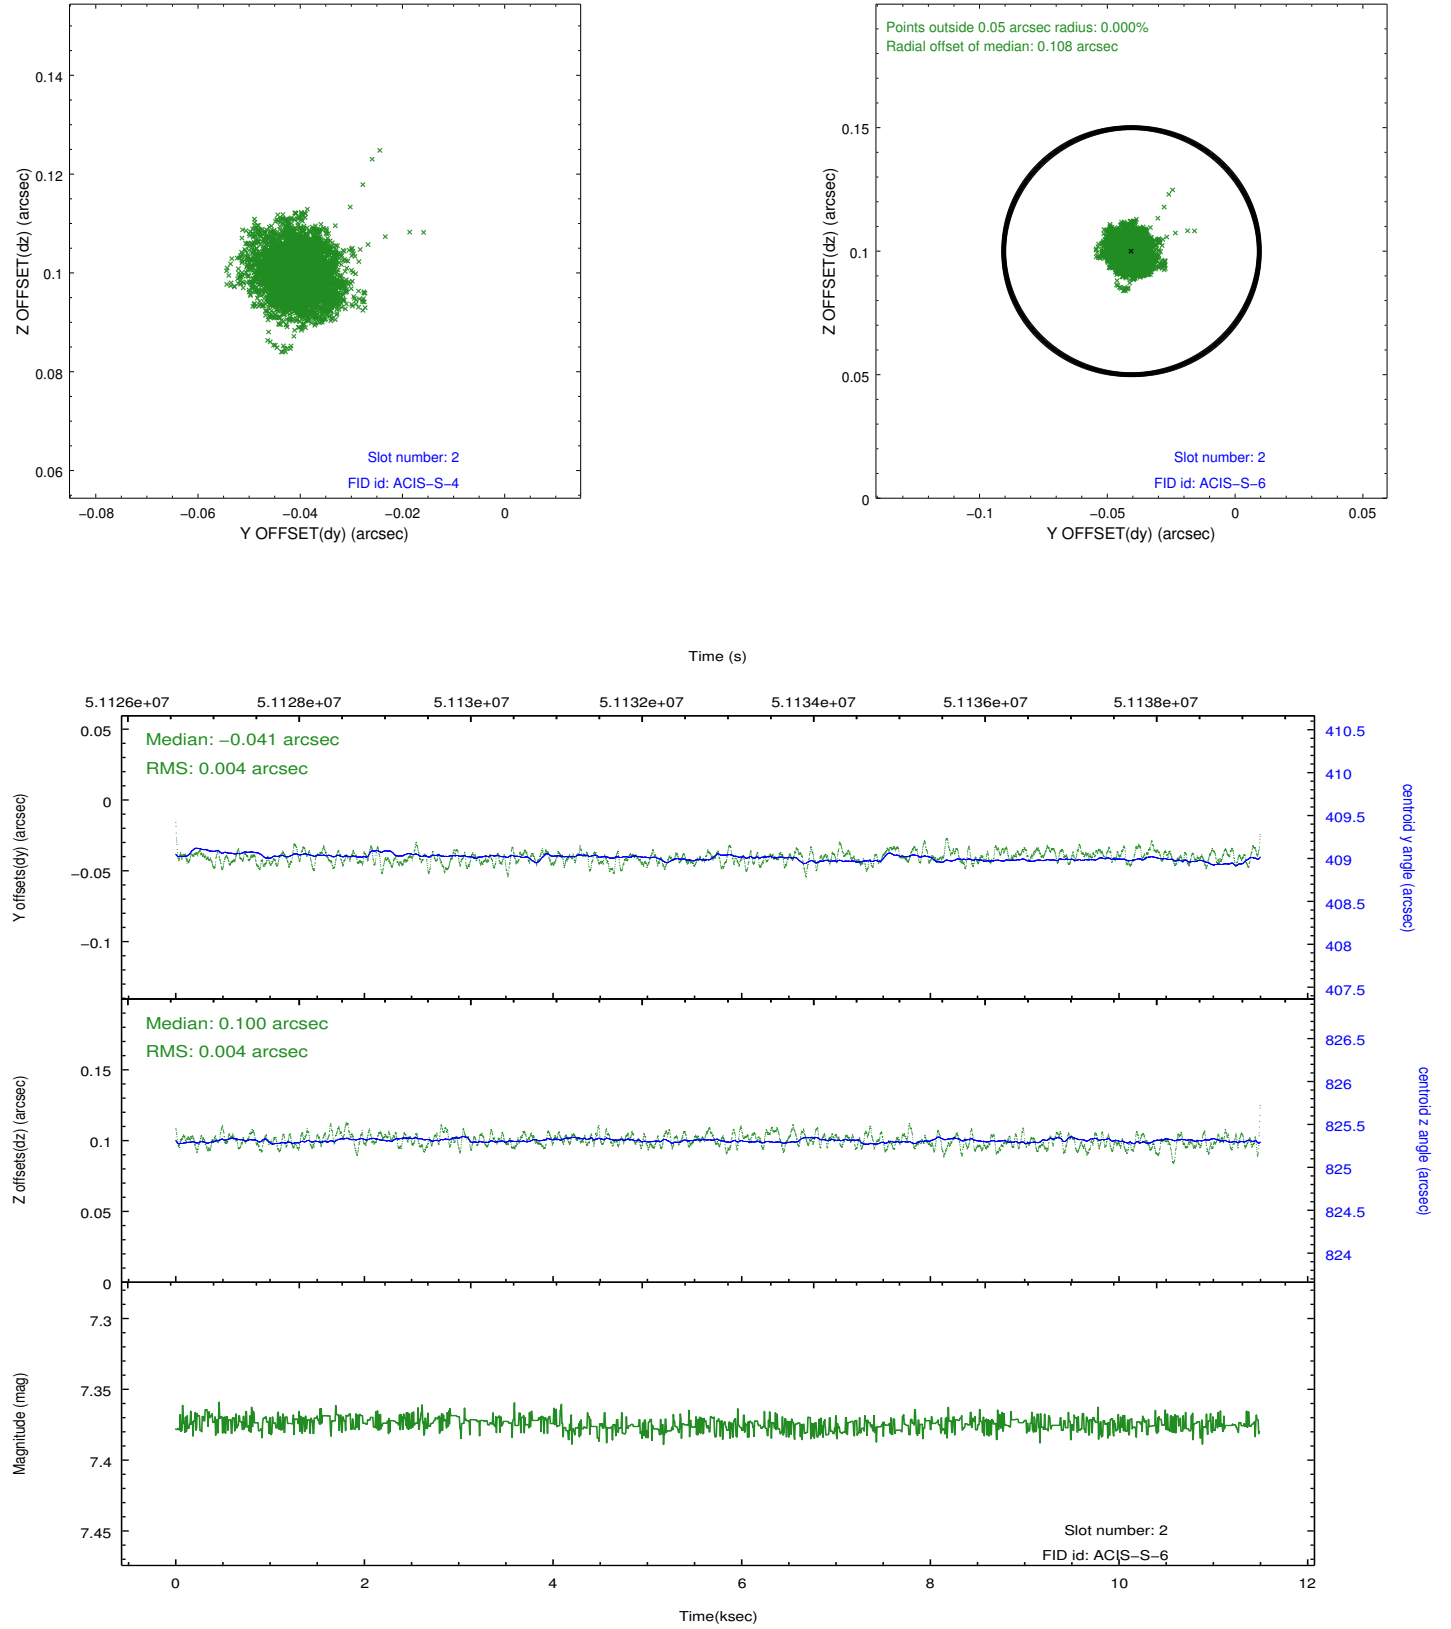 0.14
0.12
0.1
0.08
0.06
Z OFFSET(dz) (arcsec)
Slot number: 2
FID id: ACIS−S−4
−0.08
−0.06
−0.04
−0.02
0
Y OFFSET(dy) (arcsec)
Points outside 0.05 arcsec radius: 0.000%
Radial offset of median: 0.108 arcsec
0.15
0.1
0.05
0
Z OFFSET(dz) (arcsec)
Slot number: 2
FID id: ACIS−S−6
−0.1
−0.05
0
0.05
Y OFFSET(dy) (arcsec)
Time (s)
5.1126e+07
5.1128e+07
5.113e+07
5.1132e+07
5.1134e+07
5.1136e+07
5.1138e+07
Median: −0.041 arcsec
RMS: 0.004 arcsec
0.05
0
−0.05
−0.1
Y offsets(dy) (arcsec)
410.5
410
409.5
409
408.5
408
407.5
centroid y angle (arcsec)
Median: 0.100 arcsec
RMS: 0.004 arcsec
0.15
0.1
0.05
0
Z offsets(dz) (arcsec)
826.5
826
825.5
825
824.5
824
centroid z angle (arcsec)
7.3
7.35
7.4
7.45
Magnitude (mag)
Slot number: 2
FID id: ACIS−S−6
0
2
4
6
8
10
12
Time(ksec)